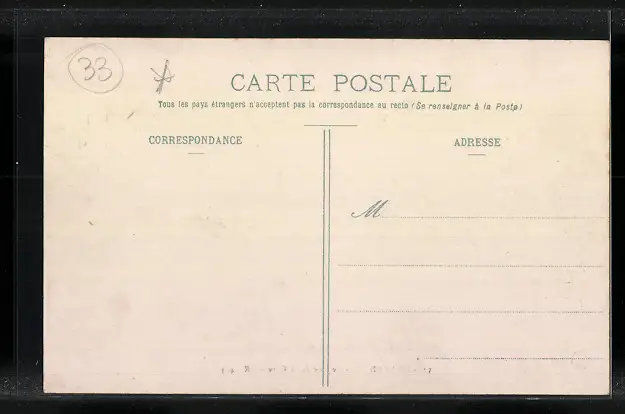 33
CARTE POSTALE
Tous les pays étrangers n'acceptent pas la correspondance au recto (Se renseigner à la Poste)
CORRESPONDANCE
ADRESSE
M